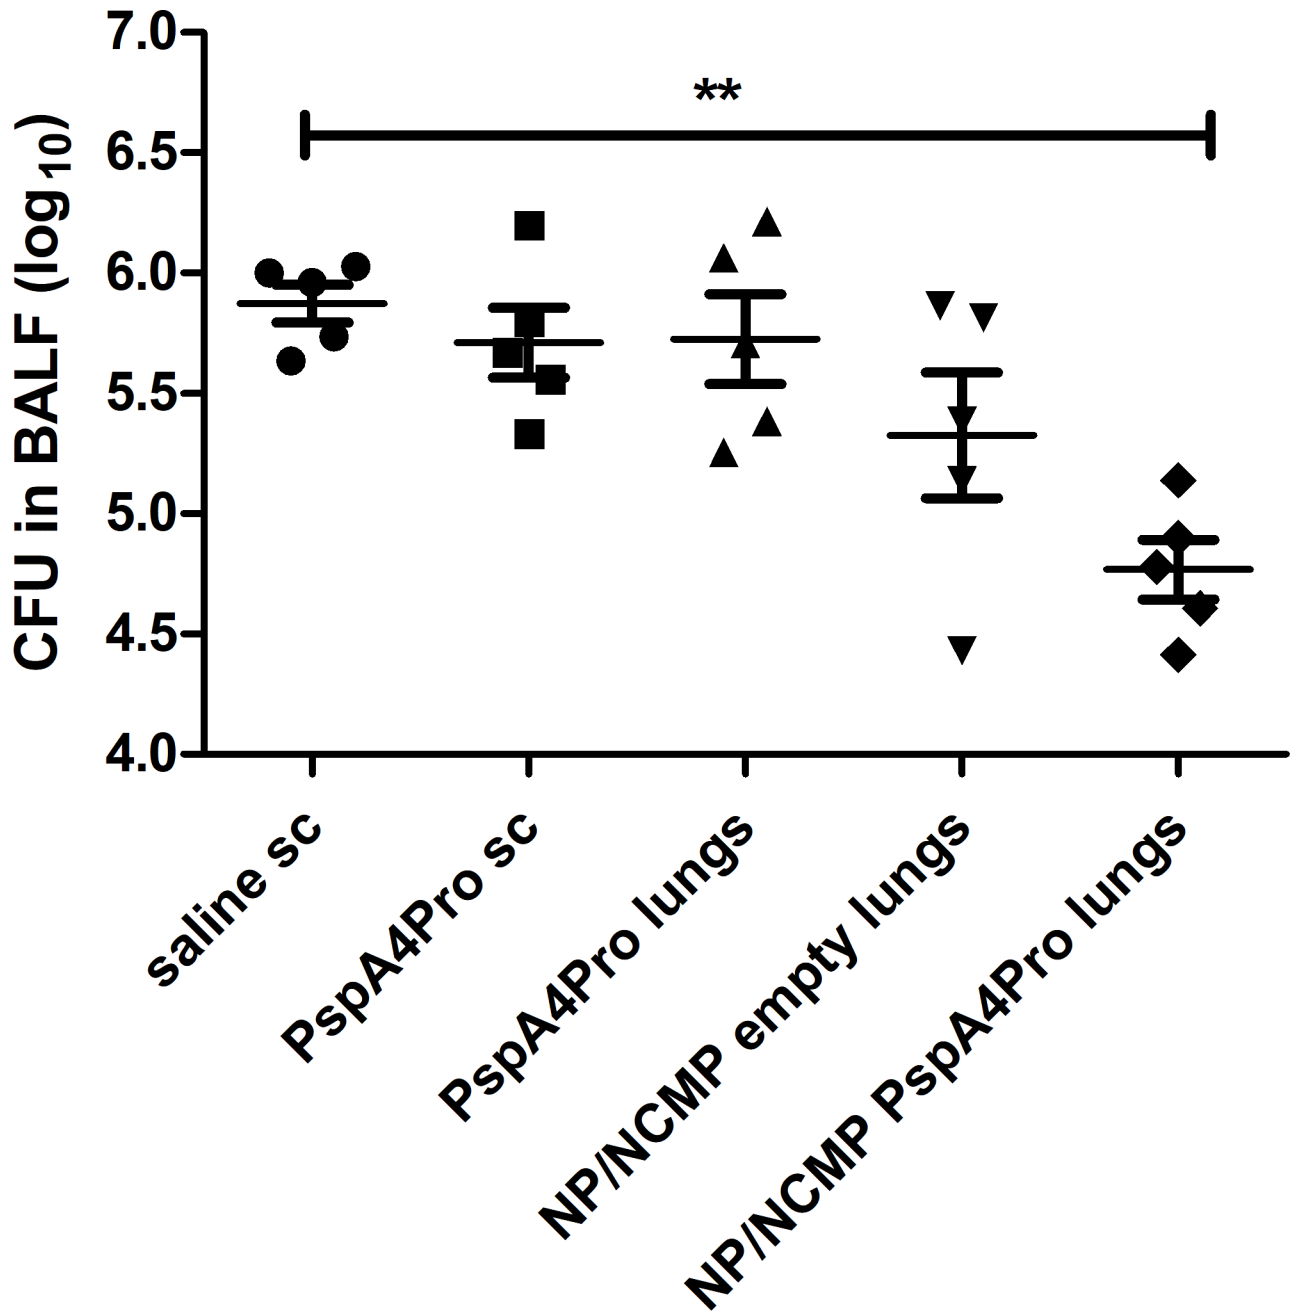 **
CFU in BALF (log10)
7.0
6.5
6.0
5.5
5.0
4.5
4.0
saline sc
PspA4Pro sc
PspA4Pro lungs
NP/NCMP empty lungs
NP/NCMP PspA4Pro lungs